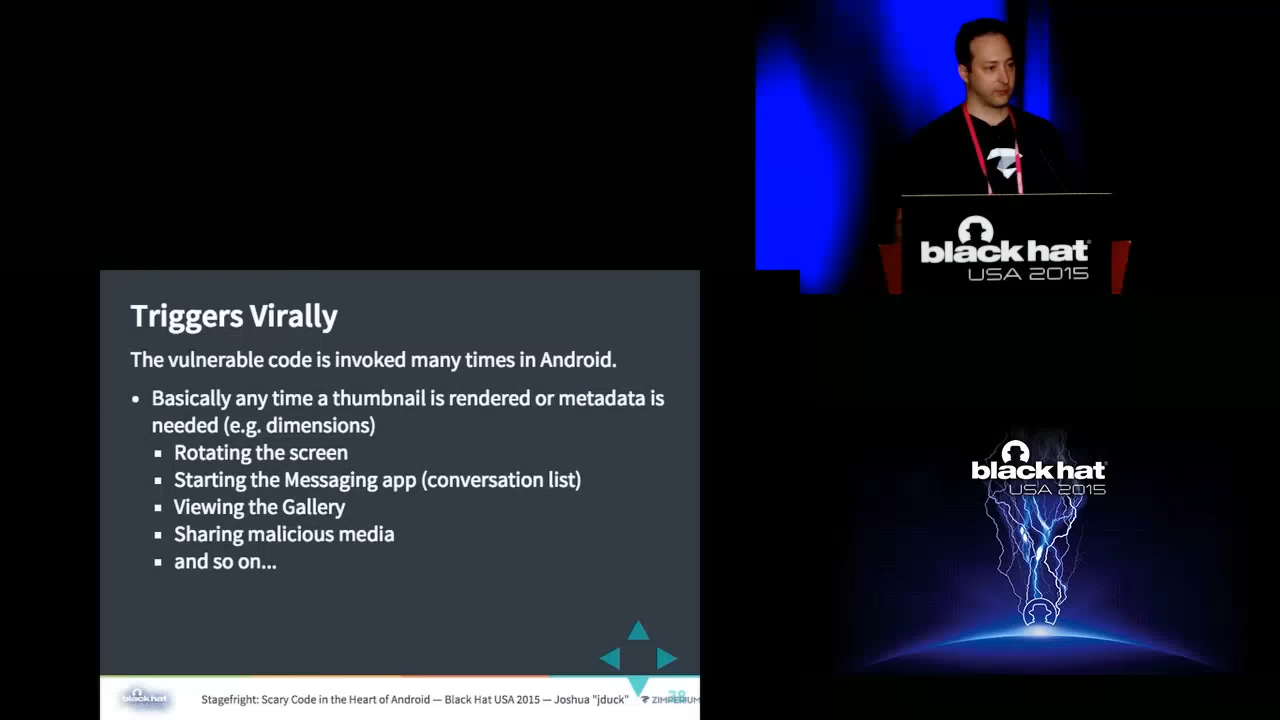 black hat
USA 2015
Triggers Virally
The vulnerable code is invoked many times in Android.
• Basically any time a thumbnail is rendered or metadata is
needed (e.g. dimensions)
▪ Rotating the screen
▪ Starting the Messaging app (conversation list)
▪ Viewing the Gallery
▪ Sharing malicious media
▪ and so on...
black hat
USA 2015
black hat
Stagefright: Scary Code in the Heart of Android — Black Hat USA 2015 — Joshua "jduck"
ZIMPERIUM